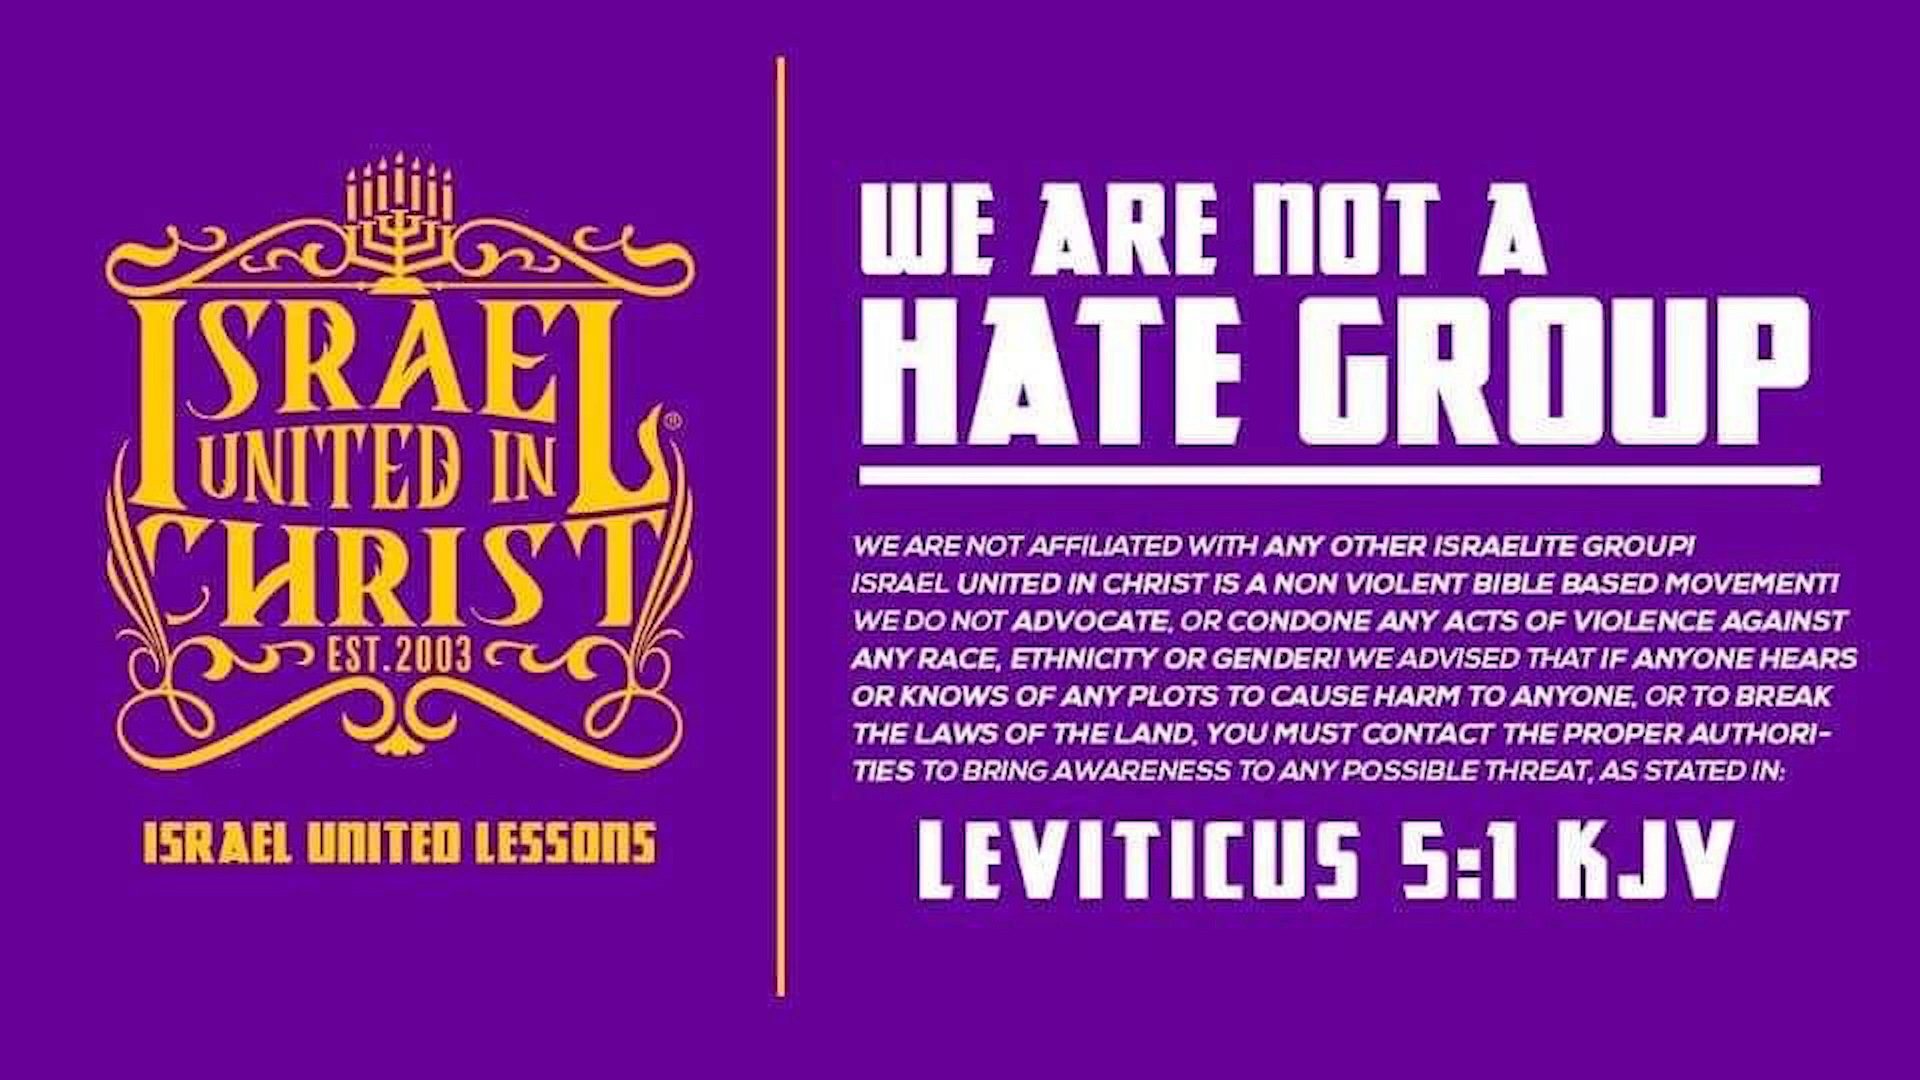 ISRAEL
UNITED IN
CHRIST
®
EST.2003
ISRAEL UNITED LESSONS
WE ARE NOT A
HATE GROUP
WE ARE NOT AFFILIATED WITH ANY OTHER ISRAELITE GROUP!
ISRAEL UNITED IN CHRIST IS A NON VIOLENT BIBLE BASED MOVEMENT!
WE DO NOT ADVOCATE, OR CONDONE ANY ACTS OF VIOLENCE AGAINST
ANY RACE, ETHNICITY OR GENDER! WE ADVISED THAT IF ANYONE HEARS
OR KNOWS OF ANY PLOTS TO CAUSE HARM TO ANYONE, OR TO BREAK
THE LAWS OF THE LAND, YOU MUST CONTACT THE PROPER AUTHORI-
TIES TO BRING AWARENESS TO ANY POSSIBLE THREAT, AS STATED IN:
LEVITICUS 5:1 KJV